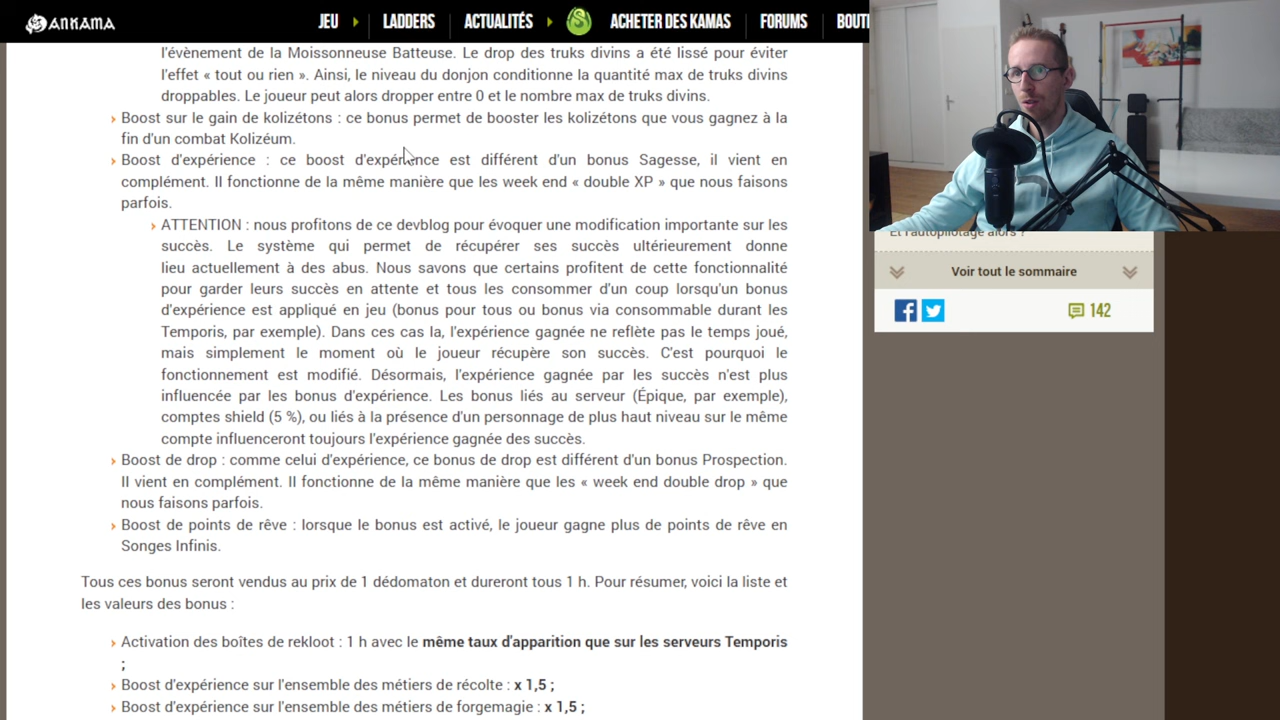 ANKAMA JEU LADDERS ACTUALITÉS ACHETER DES KAMAS FORUMS BOUTI
l'évènement de la Moissonneuse Batteuse. Le drop des truks divins a été lissé pour éviter
l'effet « tout ou rien ». Ainsi, le niveau du donjon conditionne la quantité max de truks divins
droppables. Le joueur peut alors dropper entre 0 et le nombre max de truks divins.
Boost sur le gain de kolizétons : ce bonus permet de booster les kolizétons que vous gagnez à la
fin d'un combat Kolizéum.
Boost d'expérience : ce boost d'expérience est différent d'un bonus Sagesse, il vient en
complément. Il fonctionne de la même manière que les week end « double XP » que nous faisons
parfois.
ATTENTION : nous profitons de ce devblog pour évoquer une modification importante sur les
succès. Le système qui permet de récupérer ses succès ultérieurement donne
lieu actuellement à des abus. Nous savons que certains profitent de cette fonctionnalité
pour garder leurs succès en attente et tous les consommer d'un coup lorsqu'un bonus
d'expérience est appliqué en jeu (bonus pour tous ou bonus via consommable durant les
Temporis, par exemple). Dans ces cas la, l'expérience gagnée ne reflète pas le temps joué,
mais simplement le moment où le joueur récupère son succès. C'est pourquoi le
fonctionnement est modifié. Désormais, l'expérience gagnée par les succès n'est plus
influencée par les bonus d'expérience. Les bonus liés au serveur (Épique, par exemple),
comptes shield (5 %), ou liés à la présence d'un personnage de plus haut niveau sur le même
compte influenceront toujours l'expérience gagnée des succès.
Boost de drop : comme celui d'expérience, ce bonus de drop est différent d'un bonus Prospection.
Il vient en complément. Il fonctionne de la même manière que les « week end double drop » que
nous faisons parfois.
Boost de points de rêve : lorsque le bonus est activé, le joueur gagne plus de points de rêve en
Songes Infinis.
Tous ces bonus seront vendus au prix de 1 dédomaton et dureront tous 1 h. Pour résumer, voici la liste et
les valeurs des bonus :
Activation des boîtes de rekloot : 1 h avec le même taux d'apparition que sur les serveurs Temporis
;
Boost d'expérience sur l'ensemble des métiers de récolte : x 1,5 ;
Boost d'expérience sur l'ensemble des métiers de forgemagie : x 1,5 ;
Et l'autopilotage alors ?
Voir tout le sommaire
142